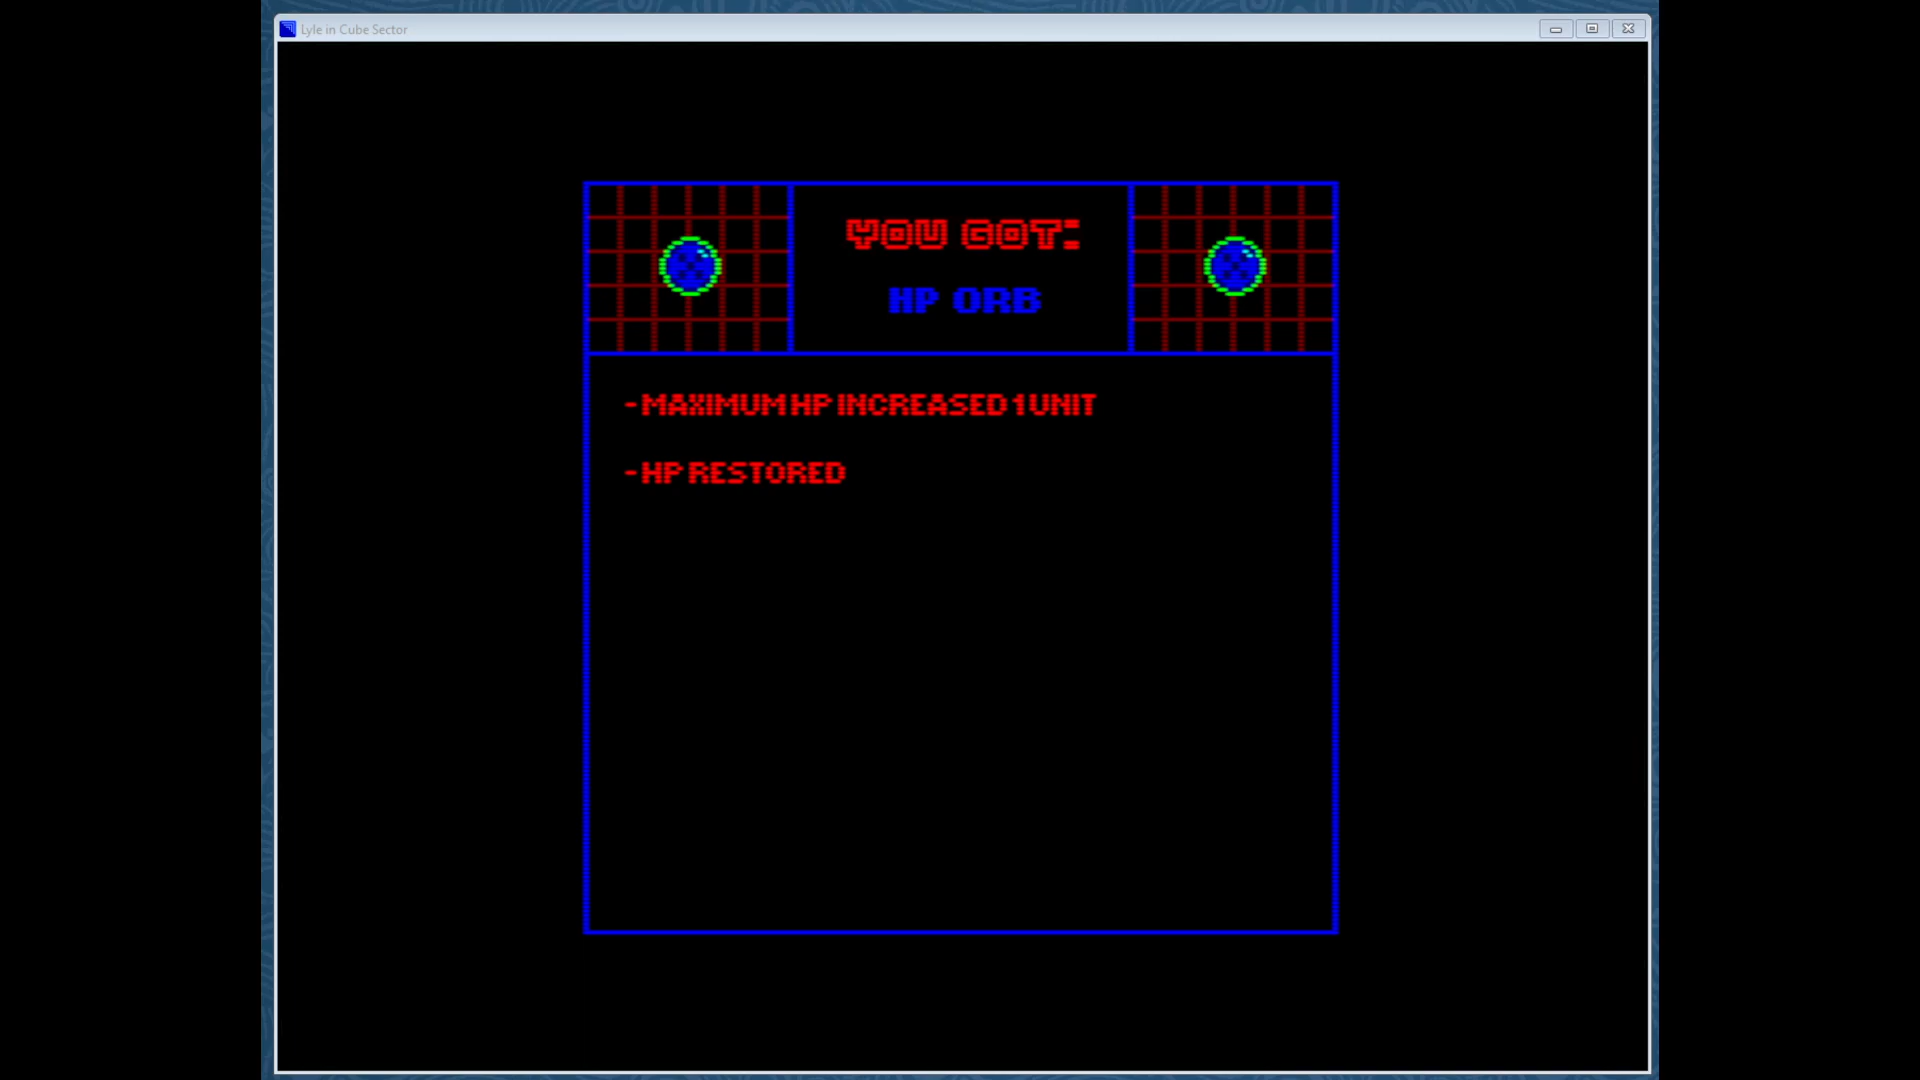 Lyle in Cube Sector
YOU GOT:
HP ORB
- MAXIMUM HP INCREASED 1 UNIT
- HP RESTORED